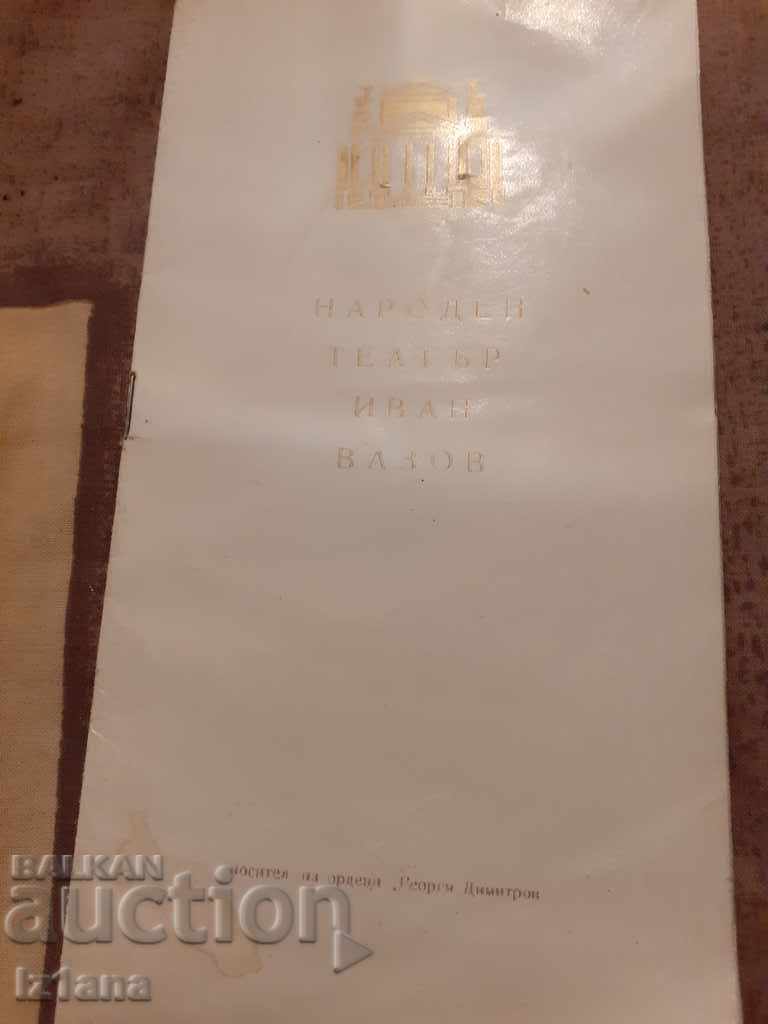 НАРОДЕН
ТЕАТЪР
ИВАН
ВАЗОВ
носител на ордена „Георги Димитров
BALKAN
auction
iz1ana